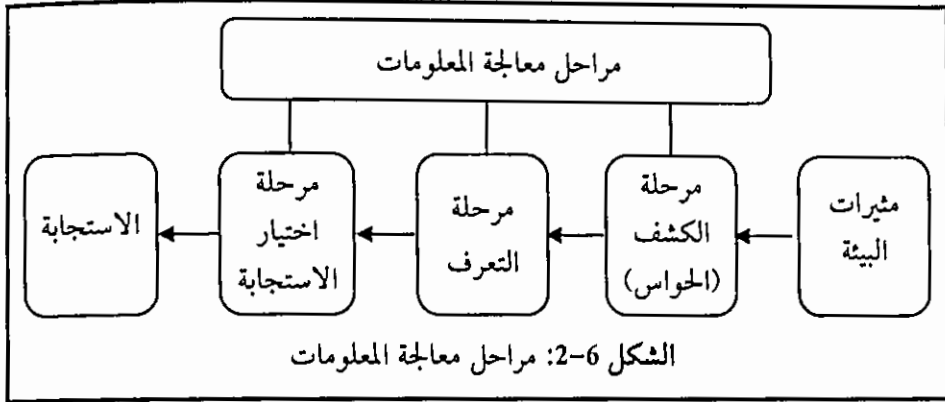 مراحل معالجة المعلومات
مثيرات
البيئة
مرحلة
الكشف
(الحواس)
مرحلة
التعرف
مرحلة
اختيار
الاستجابة
الاستجابة
الشكل 6-2: مراحل معالجة المعلومات